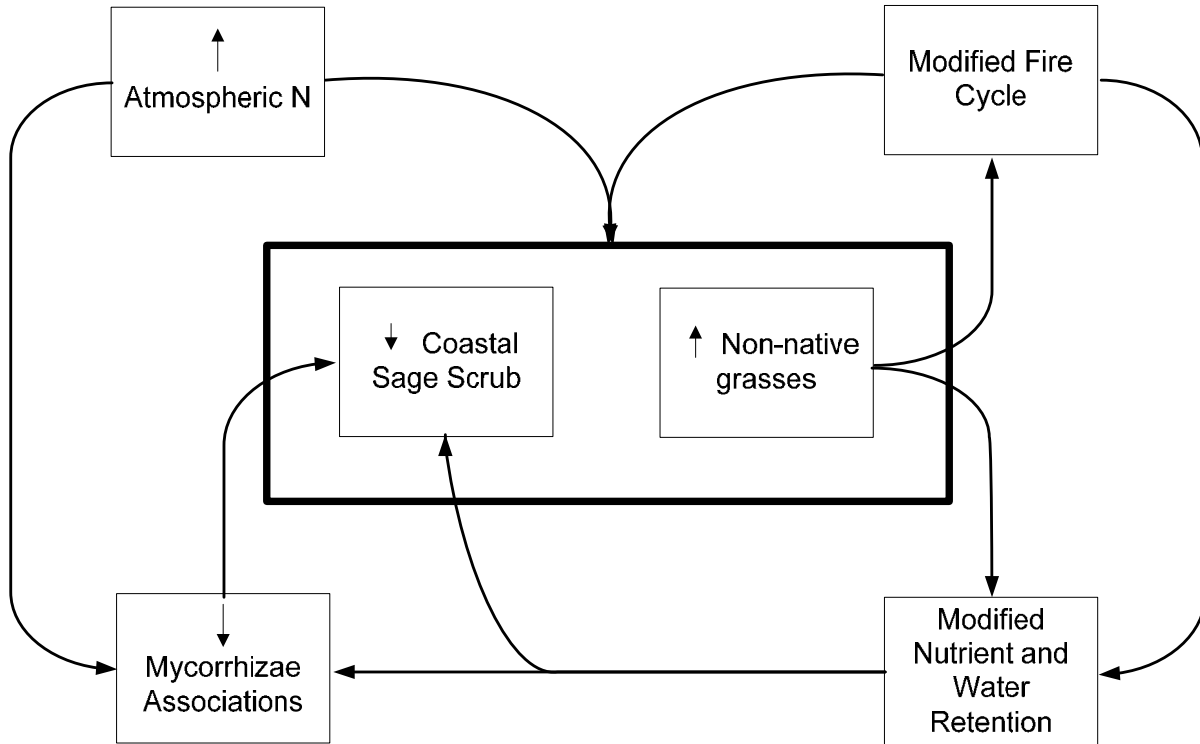 ↑
Atmospheric N
Modified Fire
Cycle
↓ Coastal
Sage Scrub
↑ Non-native
grasses
↓
Mycorrhizae
Associations
Modified
Nutrient and
Water
Retention